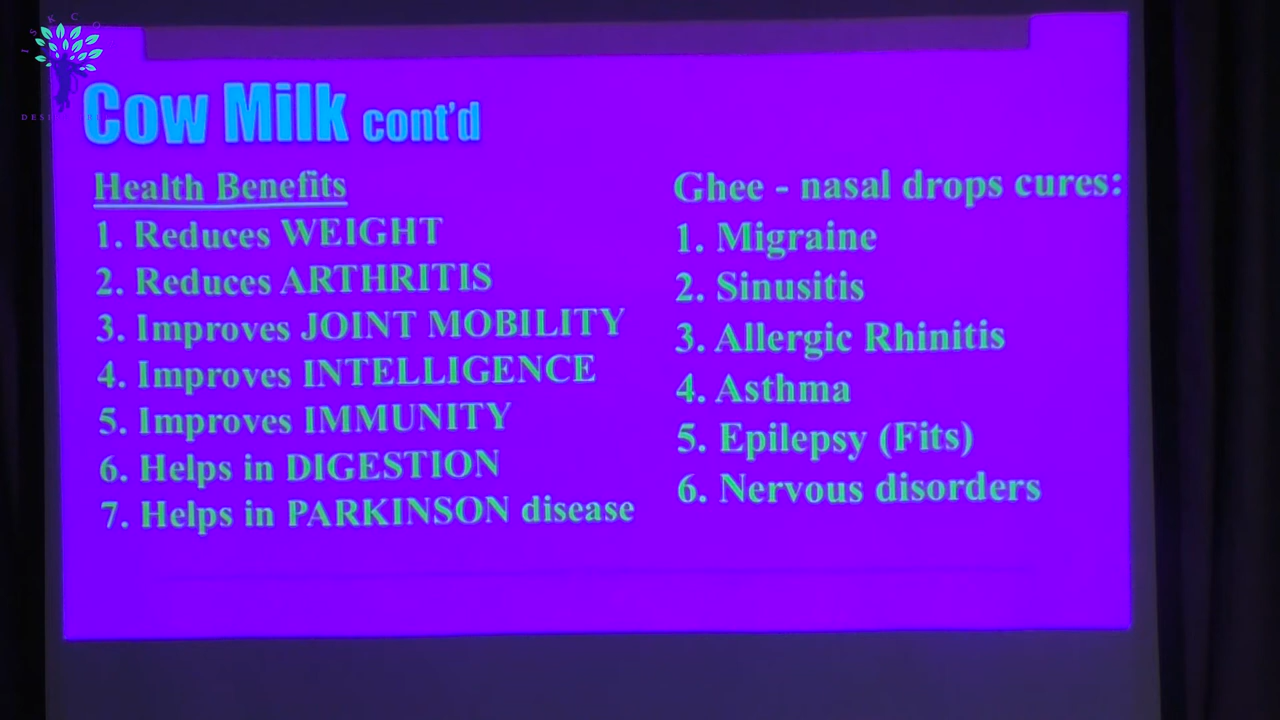 ISKCO
DESI
Cow Milk cont'd
Health Benefits
1. Reduces WEIGHT
2. Reduces ARTHRITIS
3. Improves JOINT MOBILITY
4. Improves INTELLIGENCE
5. Improves IMMUNITY
6. Helps in DIGESTION
7. Helps in PARKINSON disease
Ghee - nasal drops cures:
1. Migraine
2. Sinusitis
3. Allergic Rhinitis
4. Asthma
5. Epilepsy (Fits)
6. Nervous disorders